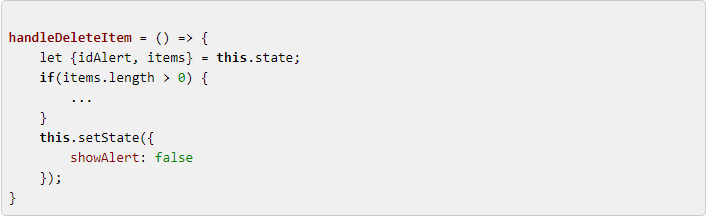 handleDeleteItem = () => {
    let {idAlert, items} = this.state;
    if(items.length > 0) {
        ...
    }
    this.setState({
        showAlert: false
    });
}